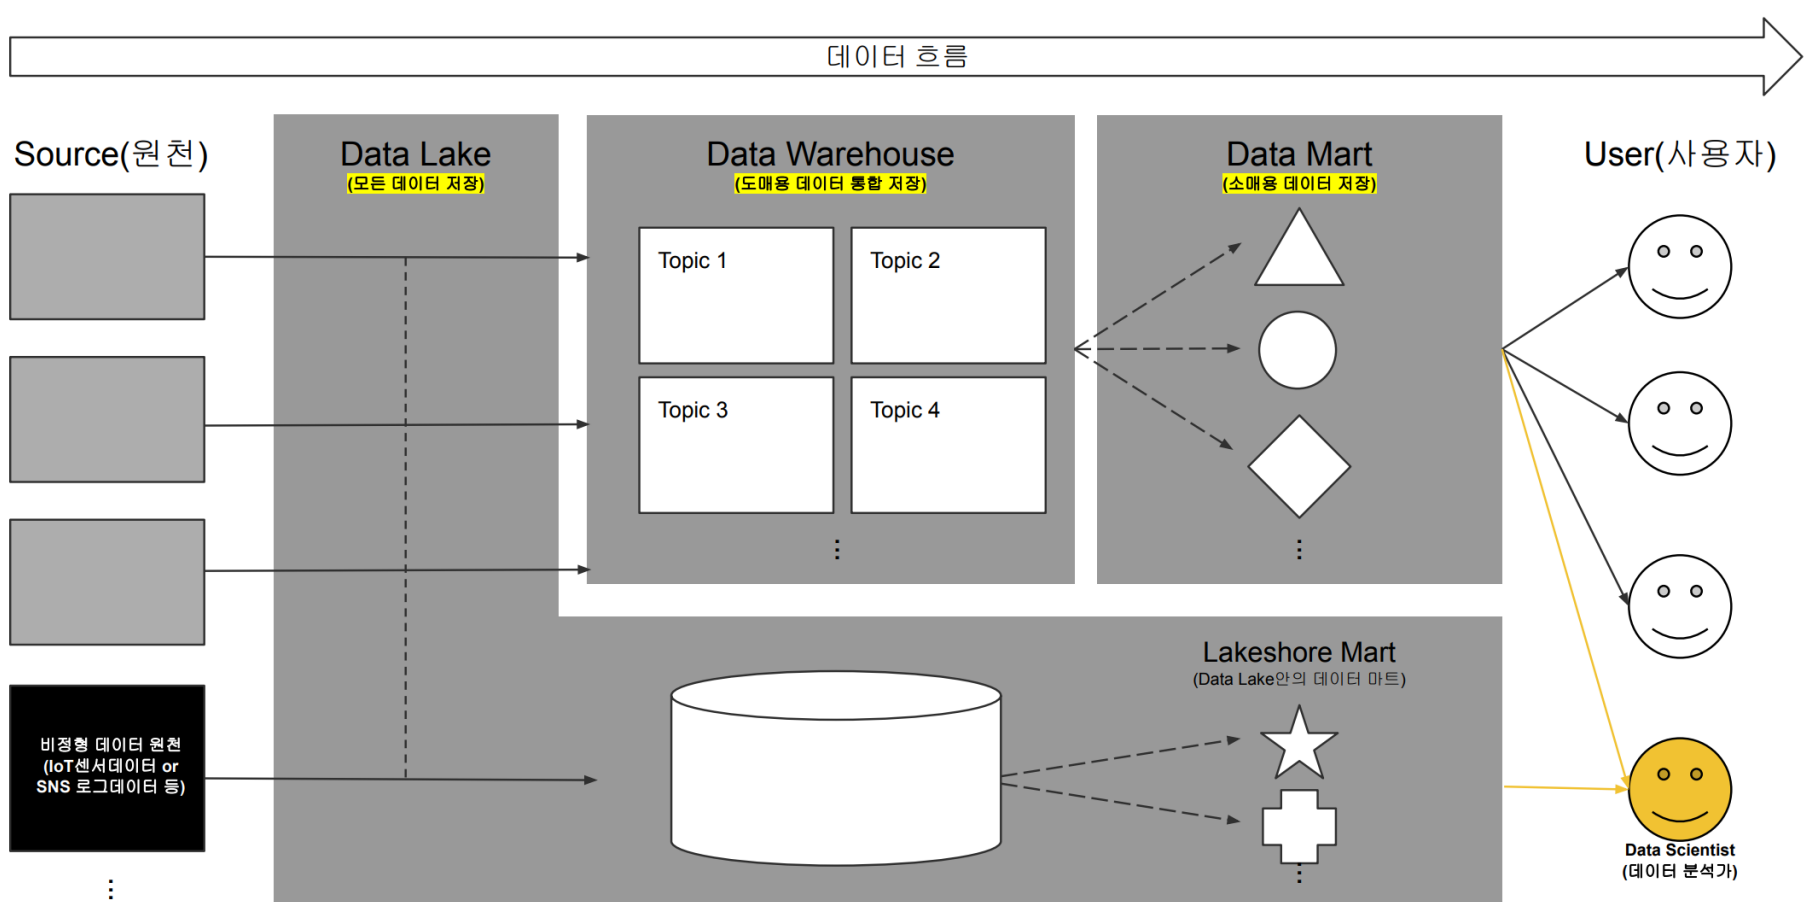 데이터 흐름
Source(원천)
Data Lake
(모든 데이터 저장)
Data Warehouse
(도매용 데이터 통합 저장)
Data Mart
(소매용 데이터 저장)
User(사용자)
Topic 1
Topic 2
Topic 3
Topic 4
Lakeshore Mart
(Data Lake안의 데이터 마트)
비정형 데이터 원천
(IoT센서데이터 or
SNS 로그데이터 등)
Data Scientist
(데이터 분석가)